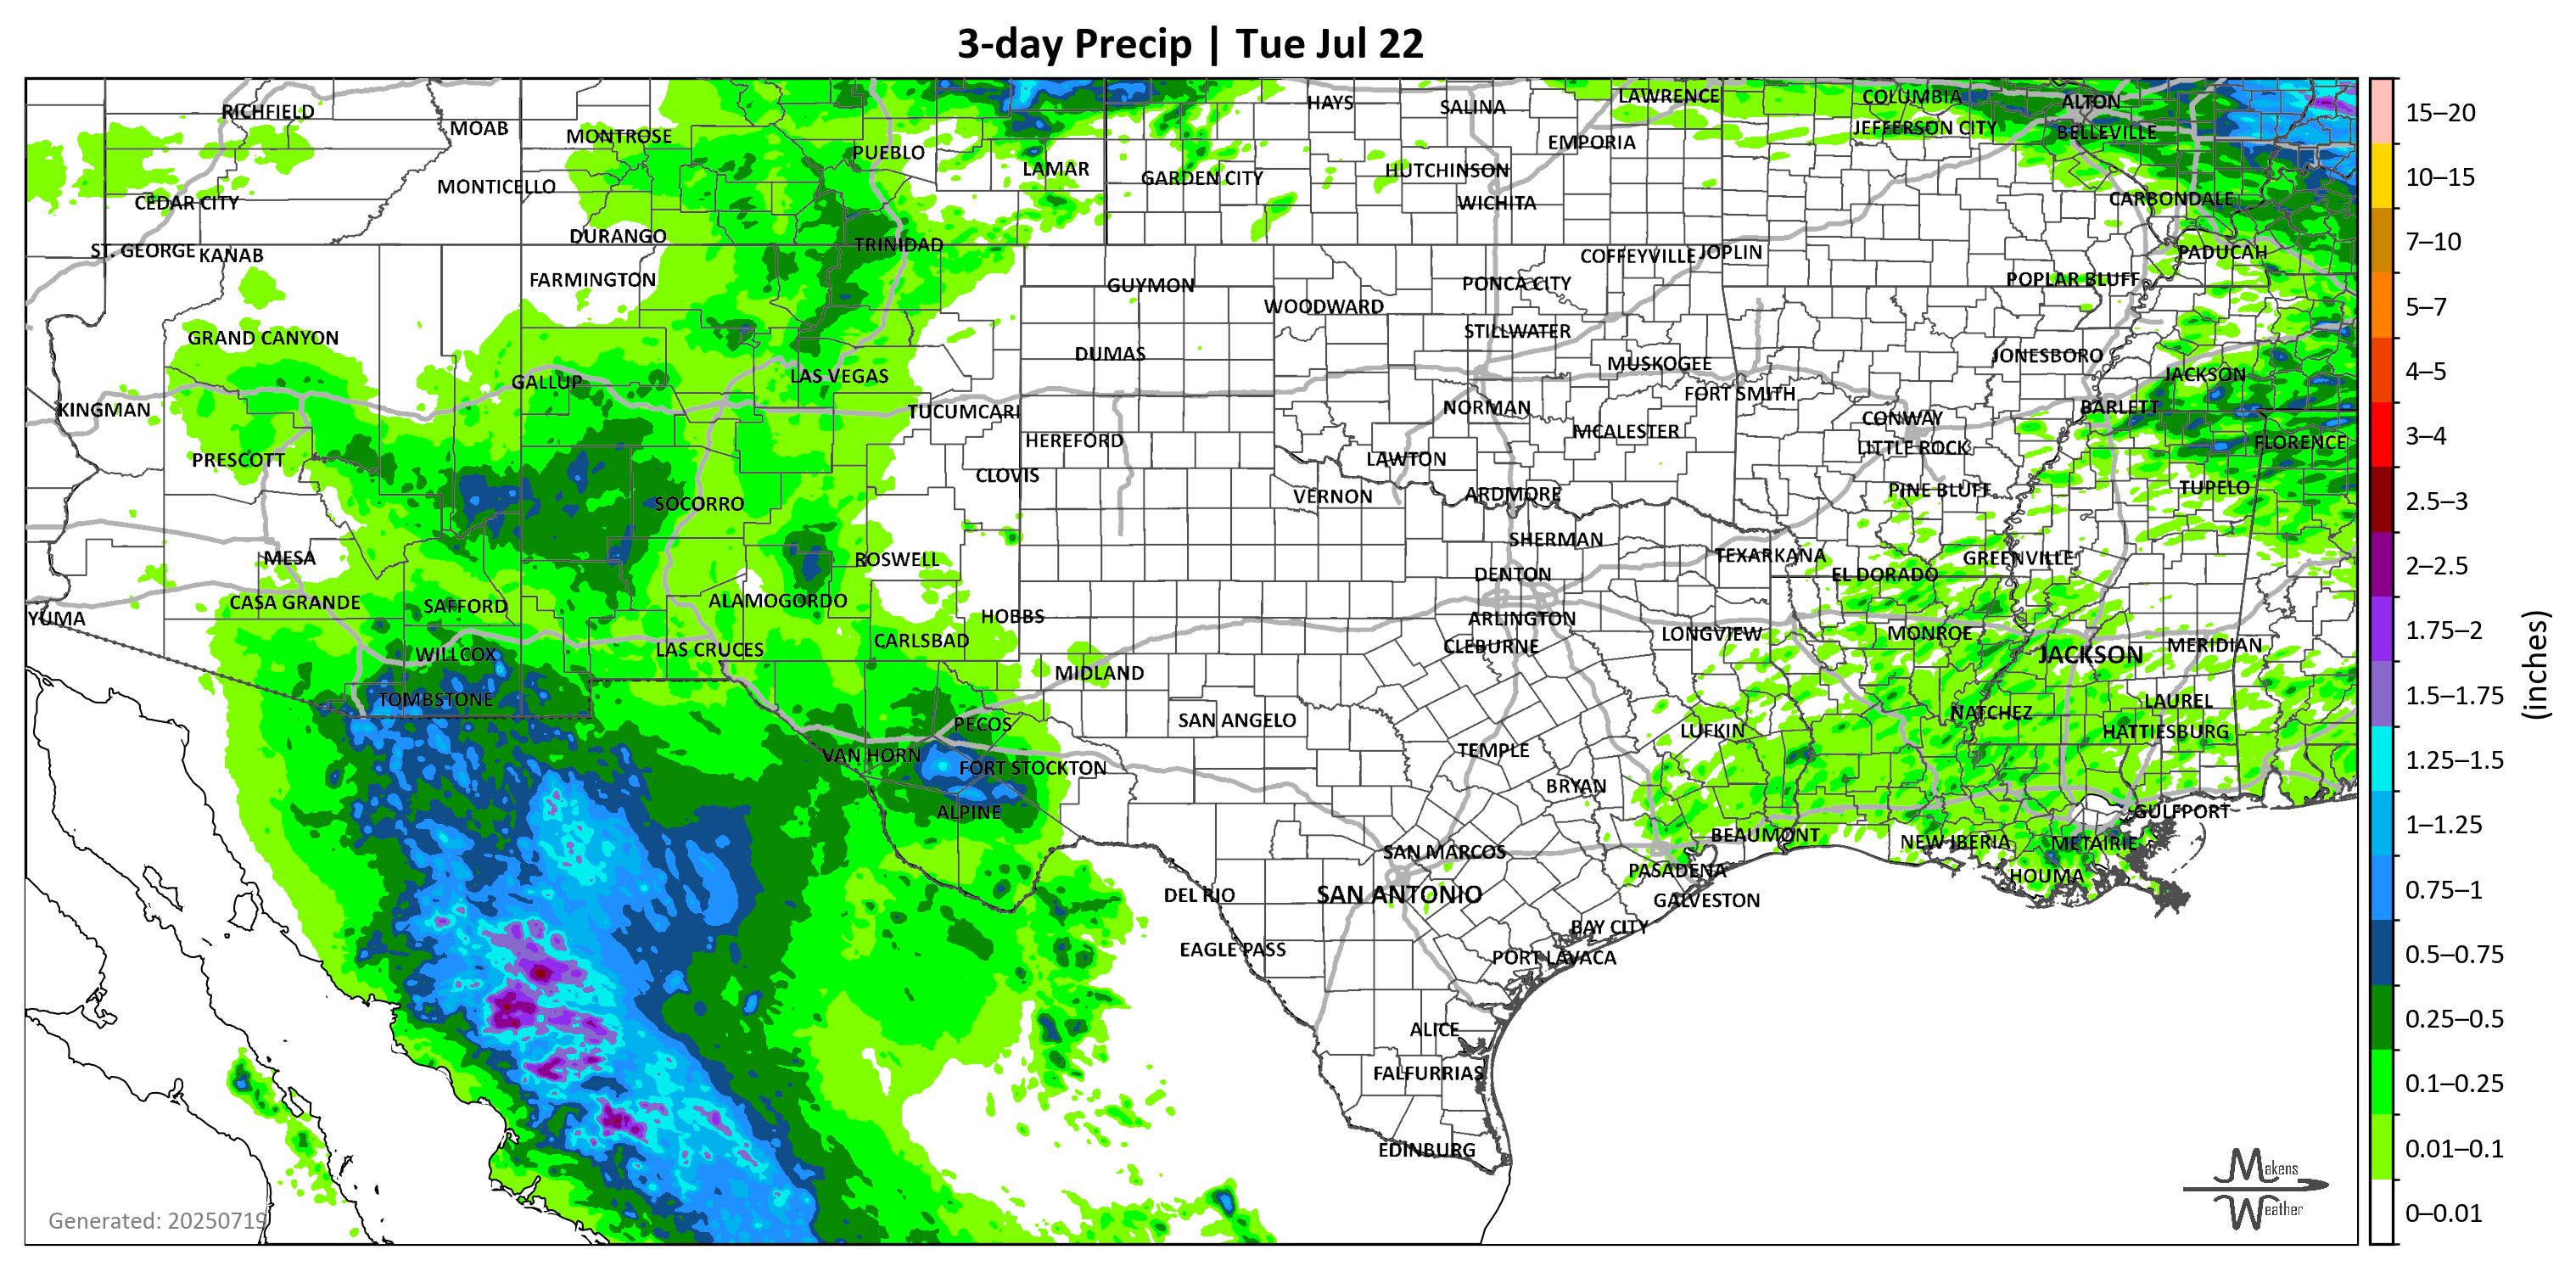 3-day Precip | Tue Jul 22
RICHFIELD
MOAB
MONTROSE
PUEBLO
LAMAR
HAYS
SALINA
LAWRENCE
COLUMBIA
ALTON
EMPORIA
JEFFERSON CITY
BELLEVILLE
CEDAR CITY
MONTICELLO
GARDEN CITY
HUTCHINSON
WICHITA
CARBONDALE
ST. GEORGE
KANAB
DURANGO
TRINIDAD
COFFEYVILLE
JOPLIN
PADUCAH
FARMINGTON
GUYMON
WOODWARD
PONCA CITY
POPLAR BLUFF
GRAND CANYON
DUMAS
STILLWATER
MUSKOGEE
JONESBORO
JACKSON
KINGMAN
GALLUP
LAS VEGAS
TUCUMCARI
NORMAN
FORT SMITH
CONWAY
BARLETT
PRESCOTT
HEREFORD
CLOVIS
LAWTON
MCALESTER
LITTLE ROCK
FLORENCE
SOCORRO
VERNON
ARDMORE
PINE BLUFF
TUPELO
MESA
ROSWELL
SHERMAN
DENTON
TEXARKANA
EL DORADO
GREENVILLE
YUMA
CASA GRANDE
SAFFORD
ALAMOGORDO
HOBBS
ARLINGTON
WILLCOX
LAS CRUCES
CARLSBAD
CLEBURNE
LONGVIEW
MONROE
JACKSON
MERIDIAN
TOMBSTONE
MIDLAND
LAUREL
PECOS
SAN ANGELO
NATCHEZ
HATTIESBURG
VAN HORN
FORT STOCKTON
TEMPLE
LUFKIN
ALPINE
BRYAN
GULFPORT
SAN MARCOS
BEAUMONT
NEW IBERIA
METAIRIE
DEL RIO
SAN ANTONIO
PASADENA
GALVESTON
HOUMA
EAGLE PASS
BAY CITY
PORT LAVACA
ALICE
FALFURRIAS
EDINBURG
Generated: 20250719
Makens
Weather
15–20
10–15
7–10
5–7
4–5
3–4
2.5–3
2–2.5
1.75–2
1.5–1.75
1.25–1.5
1–1.25
0.75–1
0.5–0.75
0.25–0.5
0.1–0.25
0.01–0.1
0–0.01
(inches)